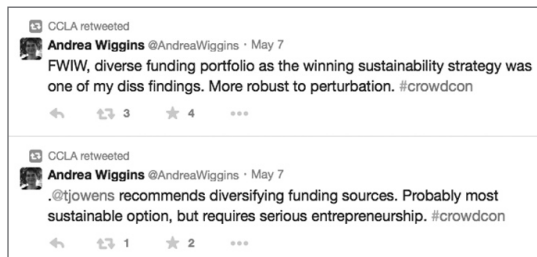 CCLA retweeted
Andrea Wiggins @AndreaWiggins · May 7
FWIW, diverse funding portfolio as the winning sustainability strategy was
one of my diss findings. More robust to perturbation. #crowdcon
3 4
CCLA retweeted
Andrea Wiggins @AndreaWiggins · May 7
.@tjowens recommends diversifying funding sources. Probably most
sustainable option, but requires serious entrepreneurship. #crowdcon
1 2